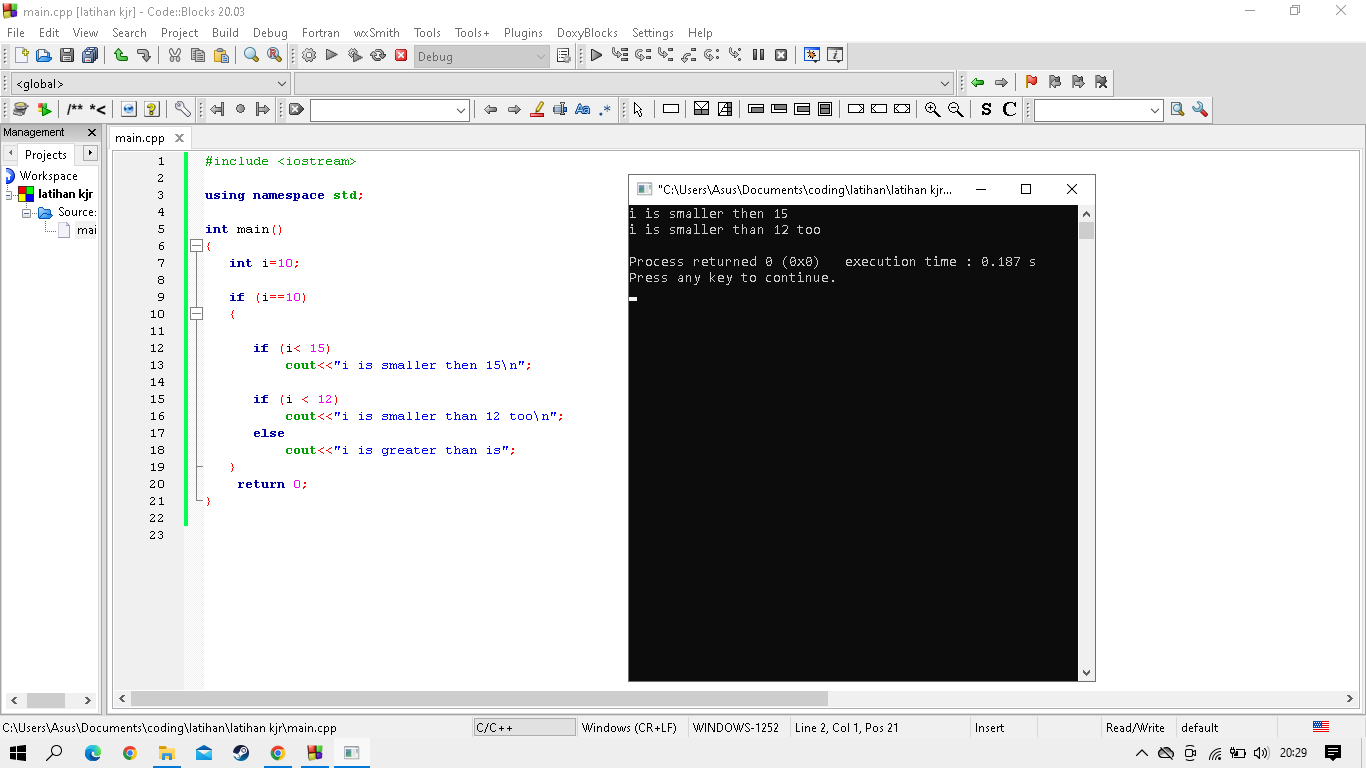 main.cpp [latihan kjr] - Code::Blocks 20.03
File Edit View Search Project Build Debug Fortran wxSmith Tools Tools+ Plugins DoxyBlocks Settings Help
Debug
<global>
/** *<
Aa .*
S C
Management
Projects
main.cpp
Workspace
latihan kjr
Source:
mai
1 #include <iostream>
2
3 using namespace std;
4
5 int main()
6 {
7 int i=10;
8
9 if (i==10)
10 {
11
12 if (i< 15)
13 cout<<"i is smaller then 15\n";
14
15 if (i < 12)
16 cout<<"i is smaller than 12 too\n";
17 else
18 cout<<"i is greater than is";
19 }
20 return 0;
21 }
22
23
"C:\Users\Asus\Documents\coding\latihan\latihan kjr...
i is smaller then 15
i is smaller than 12 too
Process returned 0 (0x0) execution time : 0.187 s
Press any key to continue.
C:\Users\Asus\Documents\coding\latihan\latihan kjr\main.cpp C/C++ Windows (CR+LF) WINDOWS-1252 Line 2, Col 1, Pos 21 Insert Read/Write default
20:29